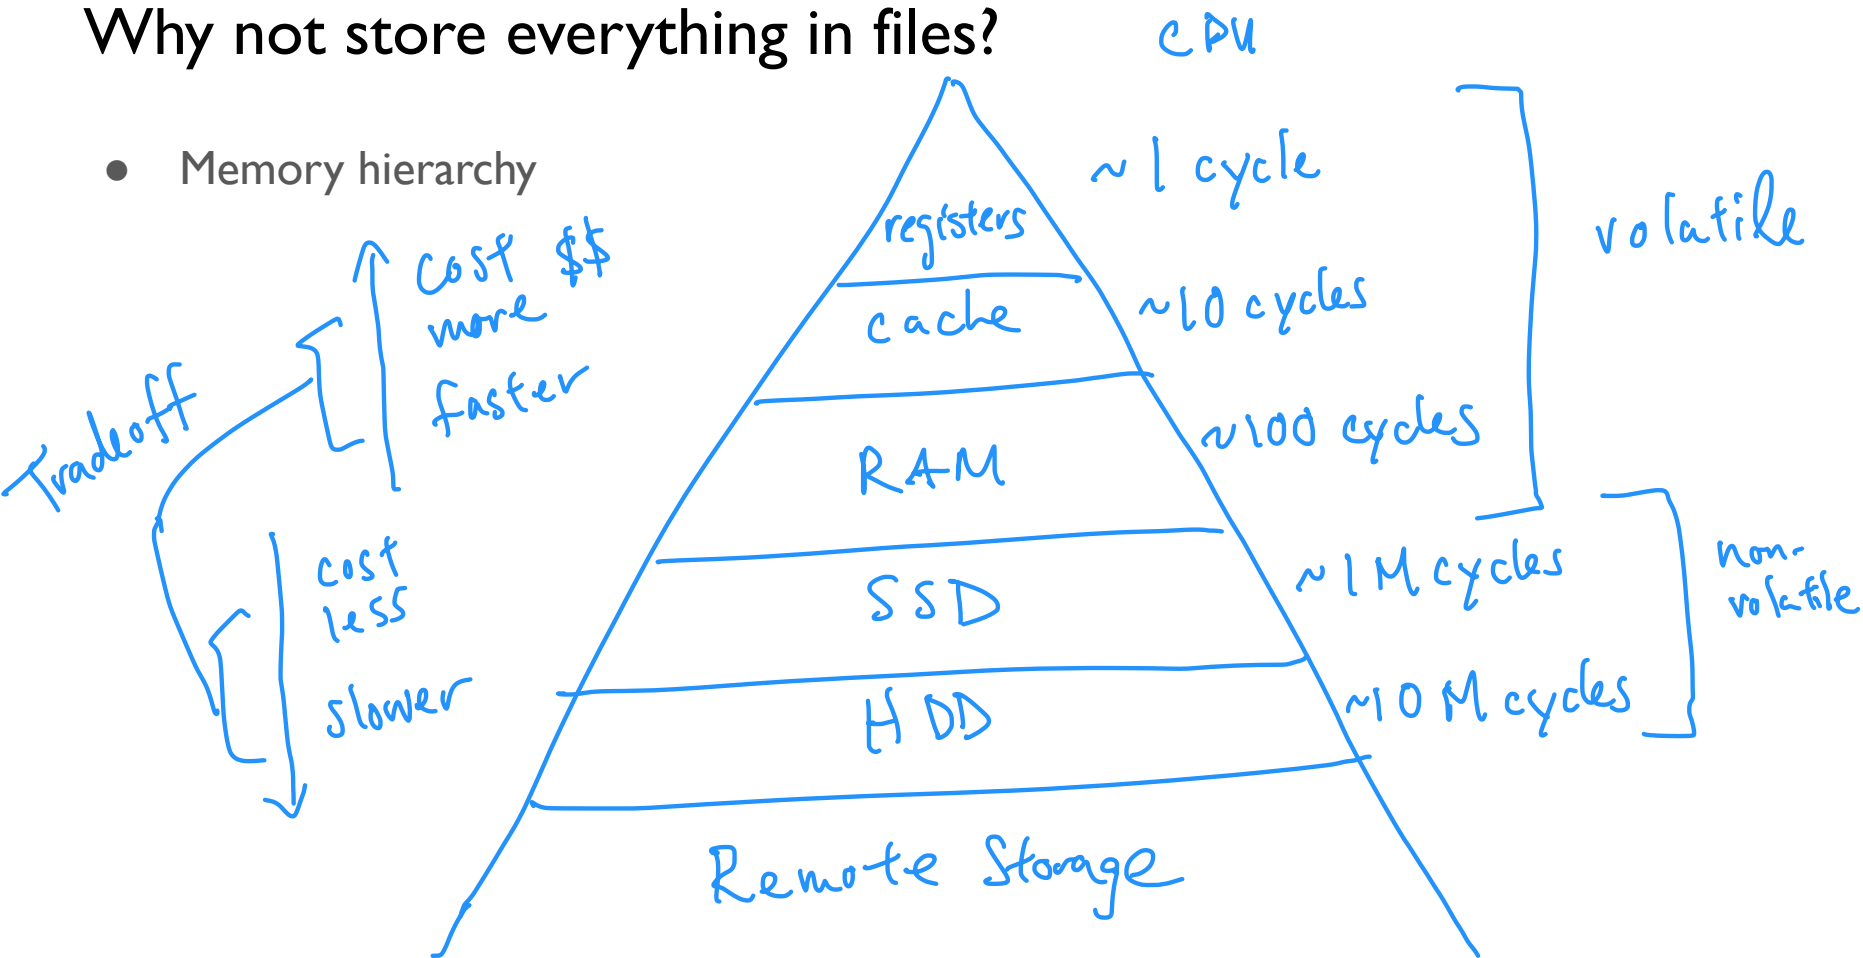 Why not store everything in files?
CPU
● Memory hierarchy
~ 1 cycle
registers
volatile
cost $$
more
cache
~10 cycles
faster
Tradeoff
RAM
~100 cycles
cost
less
SSD
~1M cycles
non-
volatile
slower
HDD
~10 M cycles
Remote Storage